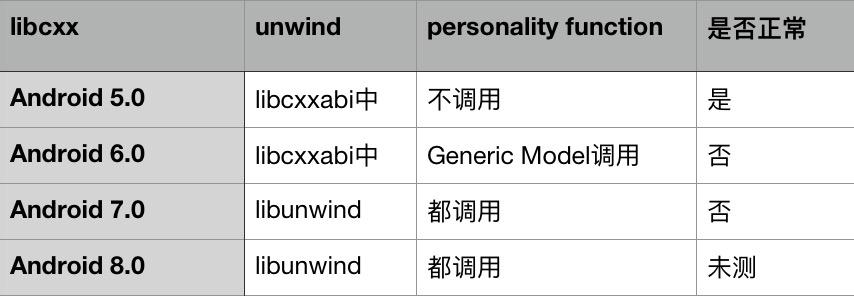 libcxx unwind personality function 是否正常
Android 5.0 libcxxabi中 不调用 是
Android 6.0 libcxxabi中 Generic Model调用 否
Android 7.0 libunwind 都调用 否
Android 8.0 libunwind 都调用 未测